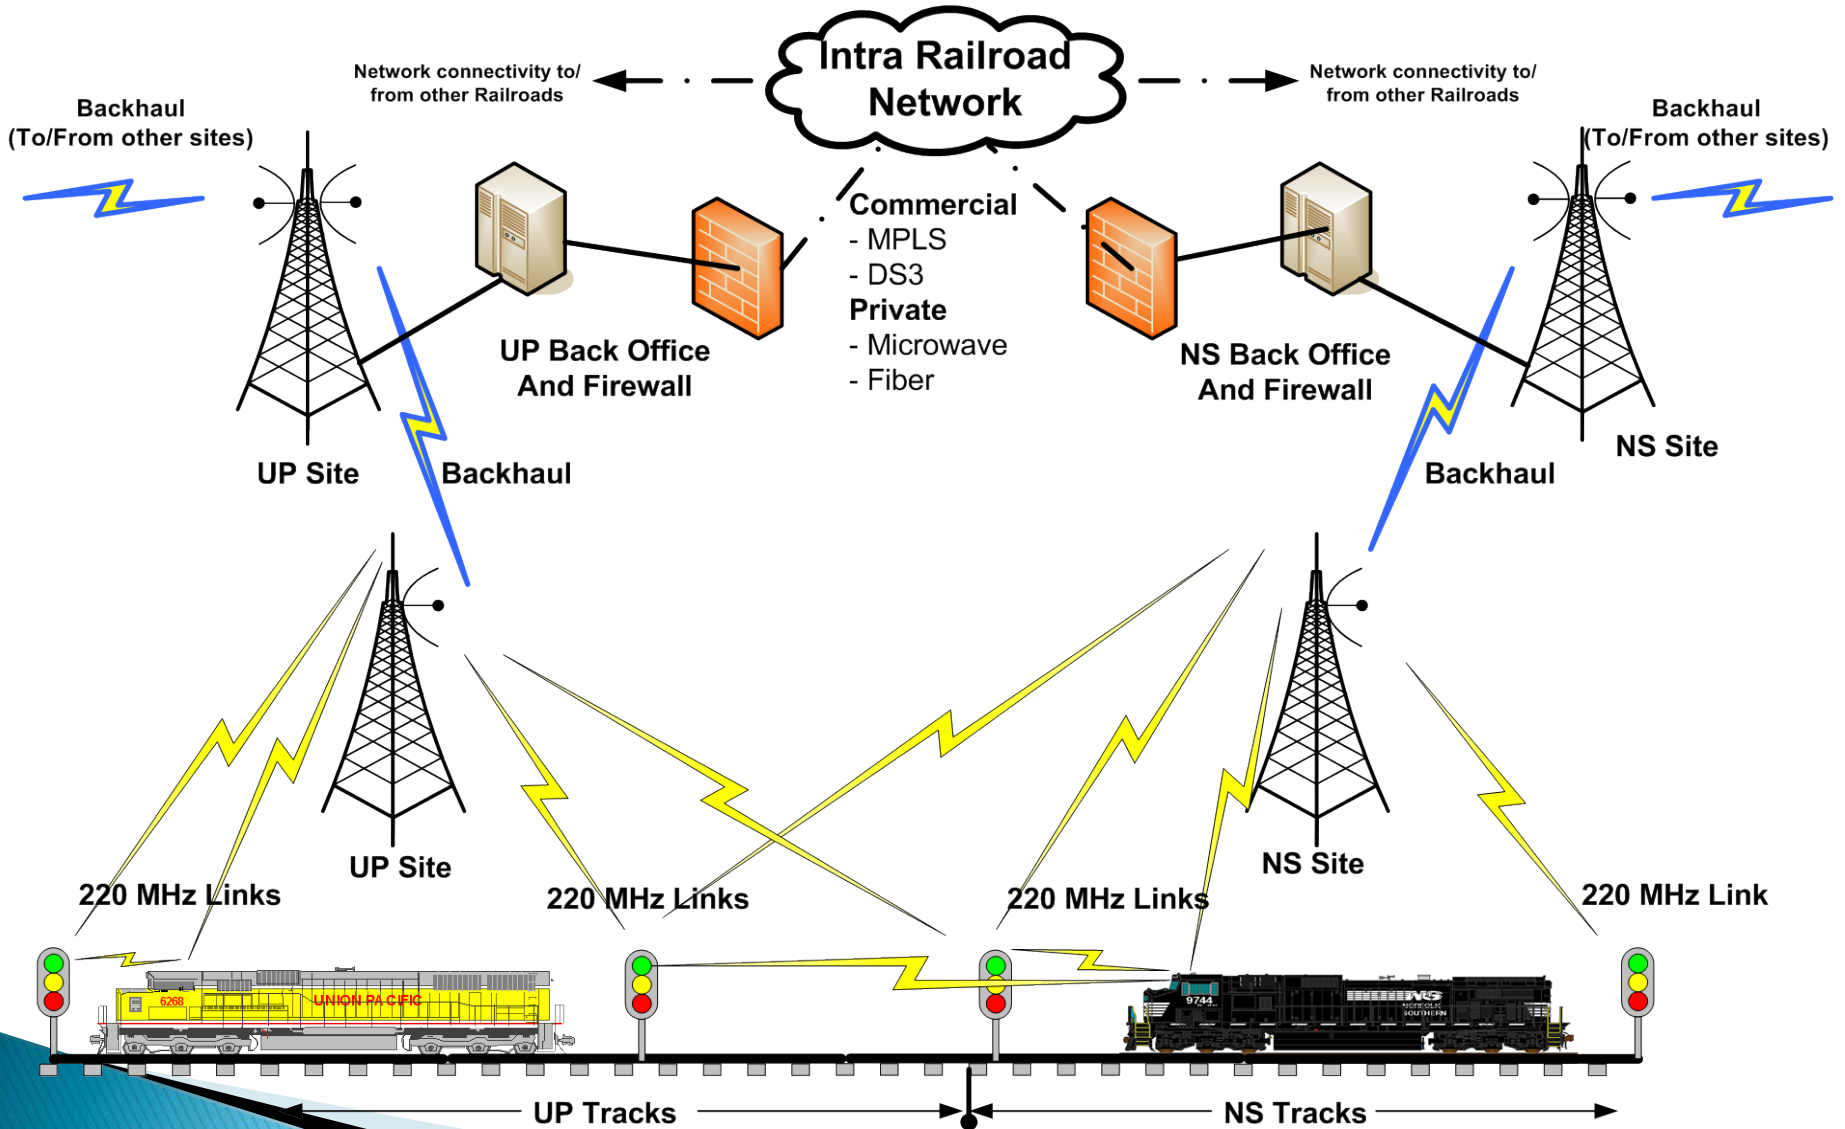 Intra Railroad
Network
Network connectivity to/
from other Railroads
Network connectivity to/
from other Railroads
Backhaul
(To/From other sites)
Backhaul
(To/From other sites)
Commercial
- MPLS
- DS3
Private
- Microwave
- Fiber
UP Back Office
And Firewall
NS Back Office
And Firewall
UP Site
Backhaul
Backhaul
NS Site
UP Site
NS Site
220 MHz Links
220 MHz Links
220 MHz Links
220 MHz Link
6268
UNION PACIFIC
9744
NS
NORFOLK
SOUTHERN
UP Tracks
NS Tracks